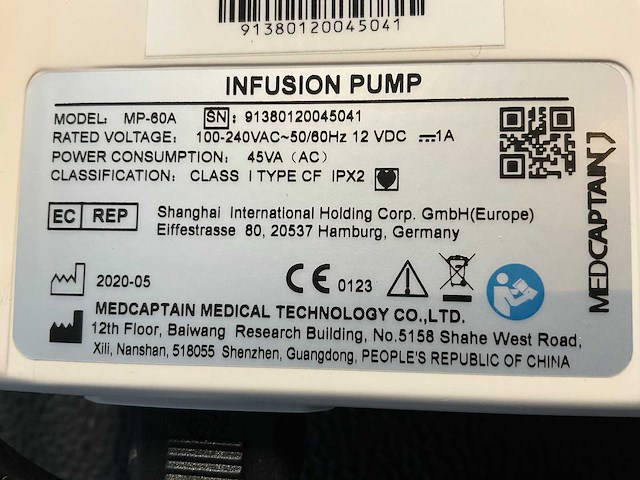 91380120045041
INFUSION PUMP
MODEL: MP-60A SN: 91380120045041
RATED VOLTAGE: 100-240VAC~50/60Hz 12 VDC ⎓1A
POWER CONSUMPTION: 45VA (AC)
CLASSIFICATION: CLASS I TYPE CF IPX2
EC REP Shanghai International Holding Corp. GmbH(Europe)
Eiffestrasse 80, 20537 Hamburg, Germany
MEDCAPTAIN
2020-05 CE 0123
MEDCAPTAIN MEDICAL TECHNOLOGY CO.,LTD.
12th Floor, Baiwang Research Building, No.5158 Shahe West Road,
Xili, Nanshan, 518055 Shenzhen, Guangdong, PEOPLE'S REPUBLIC OF CHINA